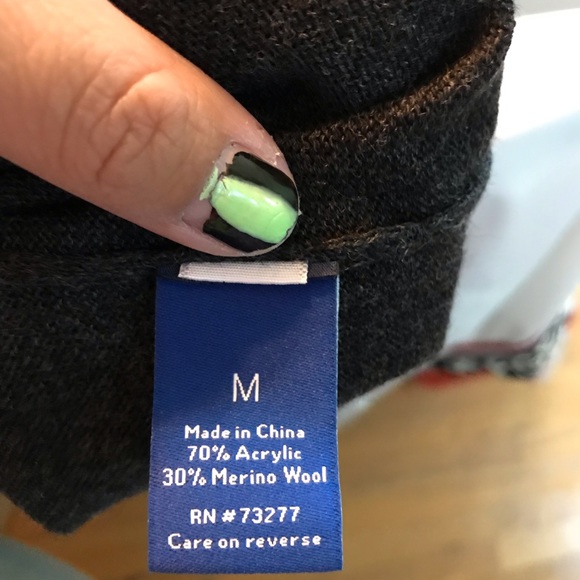 M
Made in China
70% Acrylic
30% Merino Wool
RN # 73277
Care on reverse